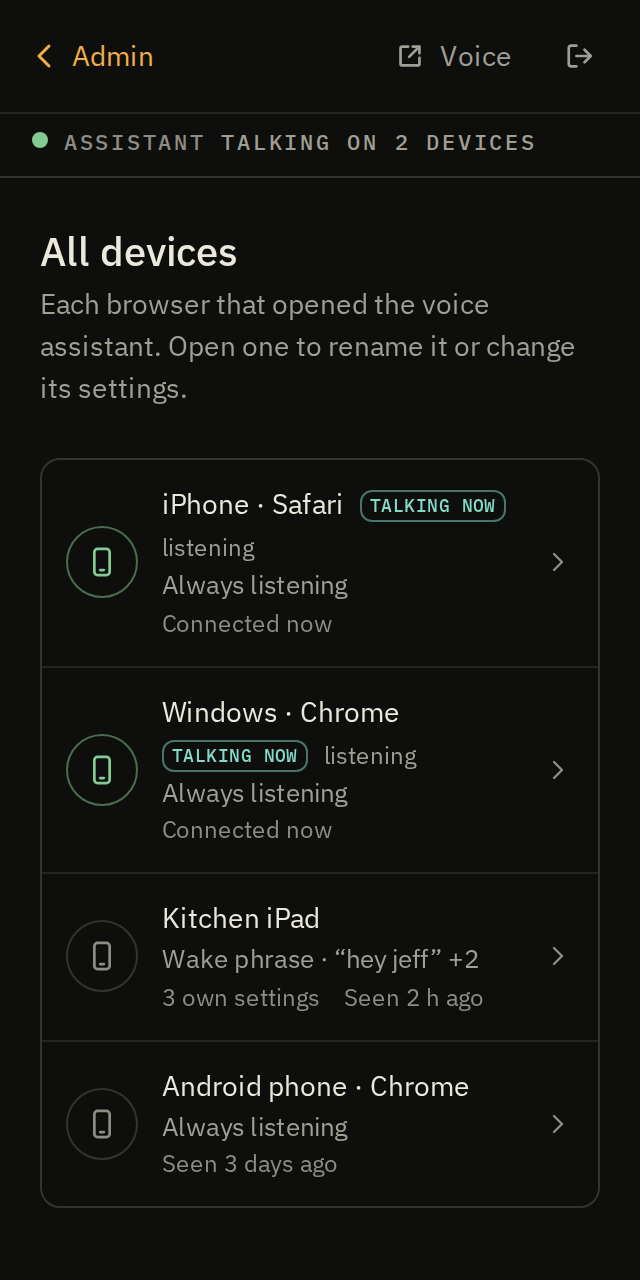 Admin
Voice
ASSISTANT TALKING ON 2 DEVICES
All devices
Each browser that opened the voice
assistant. Open one to rename it or change
its settings.
iPhone · Safari TALKING NOW
listening
Always listening
Connected now
Windows · Chrome
TALKING NOW listening
Always listening
Connected now
Kitchen iPad
Wake phrase · “hey jeff” +2
3 own settings Seen 2 h ago
Android phone · Chrome
Always listening
Seen 3 days ago